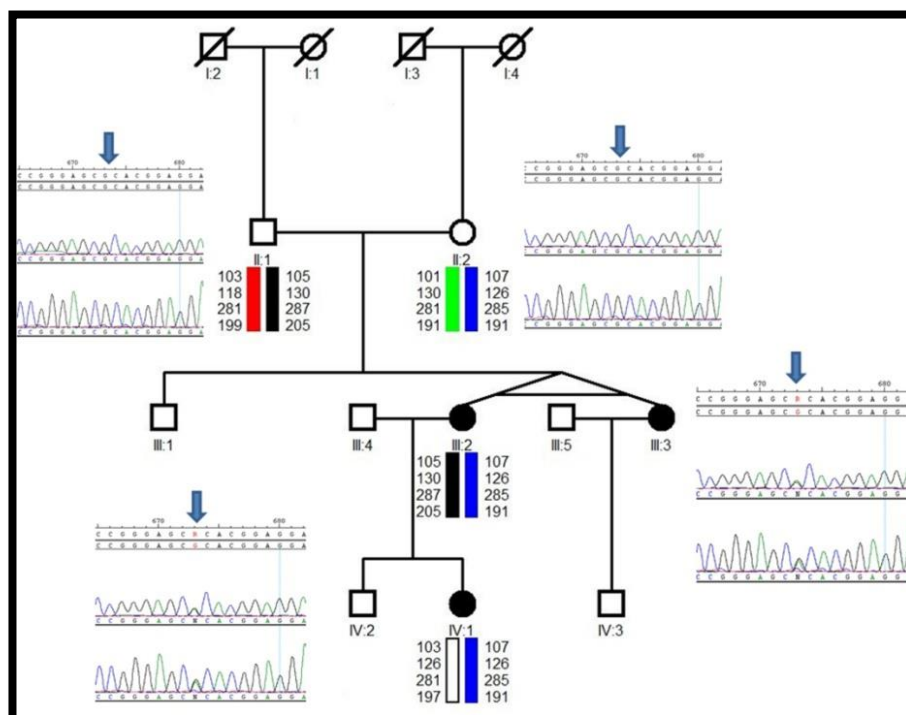 I:2 I:1 I:3 I:4
670 680
C C G G G A G C G C A C G G A G G A
C C G G G A G C G C A C G G A G G A
C C G G G A G C G C A C G G A G G A
C C G G G A G C G C A C G G A G G A
670 680
C C G G G A G C G C A C G G A G G
C C G G G A G C G C A C G G A G G
C C G G G A G C G C A C G G A G G
C C G G G A G C G C A C G G A G G
II:1 II:2
103 105 101 107
118 130 130 126
281 287 281 285
199 205 191 191
670 680
C C G G G A G C R C A C G G A G G
C C G G G A G C G C A C G G A G G
C C G G G A G C N C A C G G A G G
C C G G G A G C N C A C G G A G G
III:1 III:4 III:2 III:5 III:3
105 107
130 126
287 285
205 191
670 680
C C G G G A G C R C A C G G A G G A
C C G G G A G C G C A C G G A G G A
C C G G G A G C N C A C G G A G G A
C C G G G A G C N C A C G G A G G A
IV:2 IV:1 IV:3
103 107
126 126
281 285
197 191